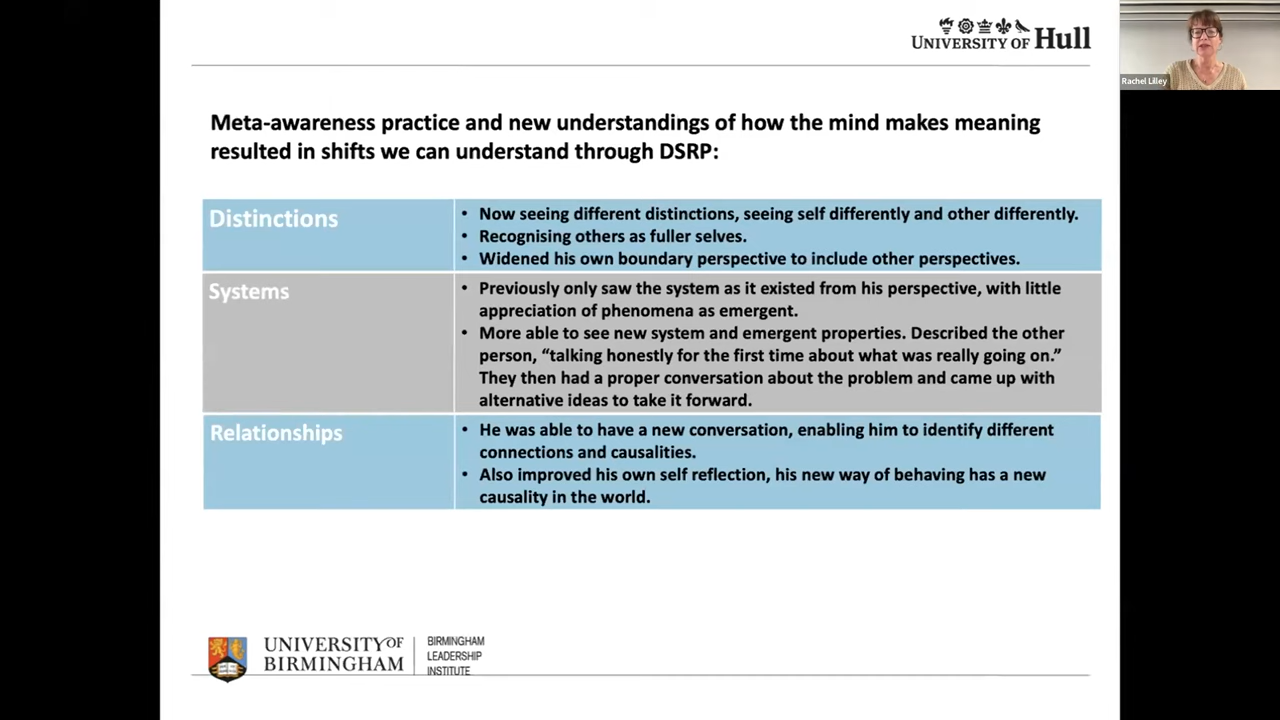 UNIVERSITY OF Hull
Rachel Lilley
Meta-awareness practice and new understandings of how the mind makes meaning
resulted in shifts we can understand through DSRP:
Distinctions
• Now seeing different distinctions, seeing self differently and other differently.
• Recognising others as fuller selves.
• Widened his own boundary perspective to include other perspectives.
Systems
• Previously only saw the system as it existed from his perspective, with little
appreciation of phenomena as emergent.
• More able to see new system and emergent properties. Described the other
person, “talking honestly for the first time about what was really going on.”
They then had a proper conversation about the problem and came up with
alternative ideas to take it forward.
Relationships
• He was able to have a new conversation, enabling him to identify different
connections and causalities.
• Also improved his own self reflection, his new way of behaving has a new
causality in the world.
UNIVERSITY OF
BIRMINGHAM
BIRMINGHAM
LEADERSHIP
INSTITUTE